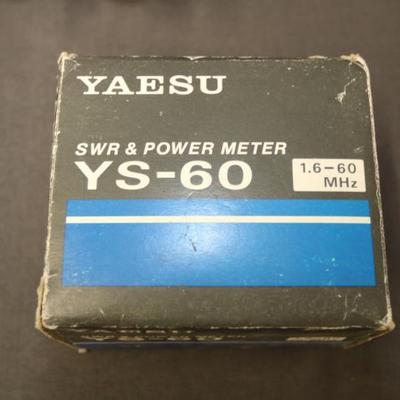 YAESU
SWR & POWER METER
YS-60
1.6-60
MHz